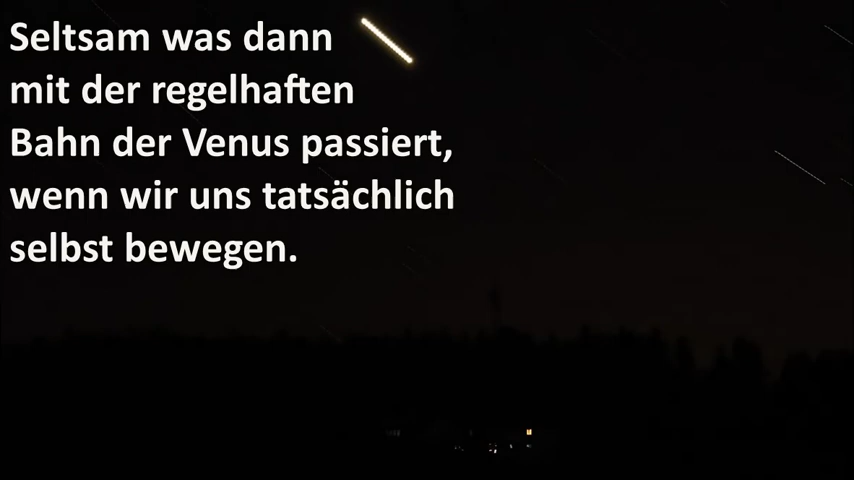 Seltsam was dann
mit der regelhaften
Bahn der Venus passiert,
wenn wir uns tatsächlich
selbst bewegen.